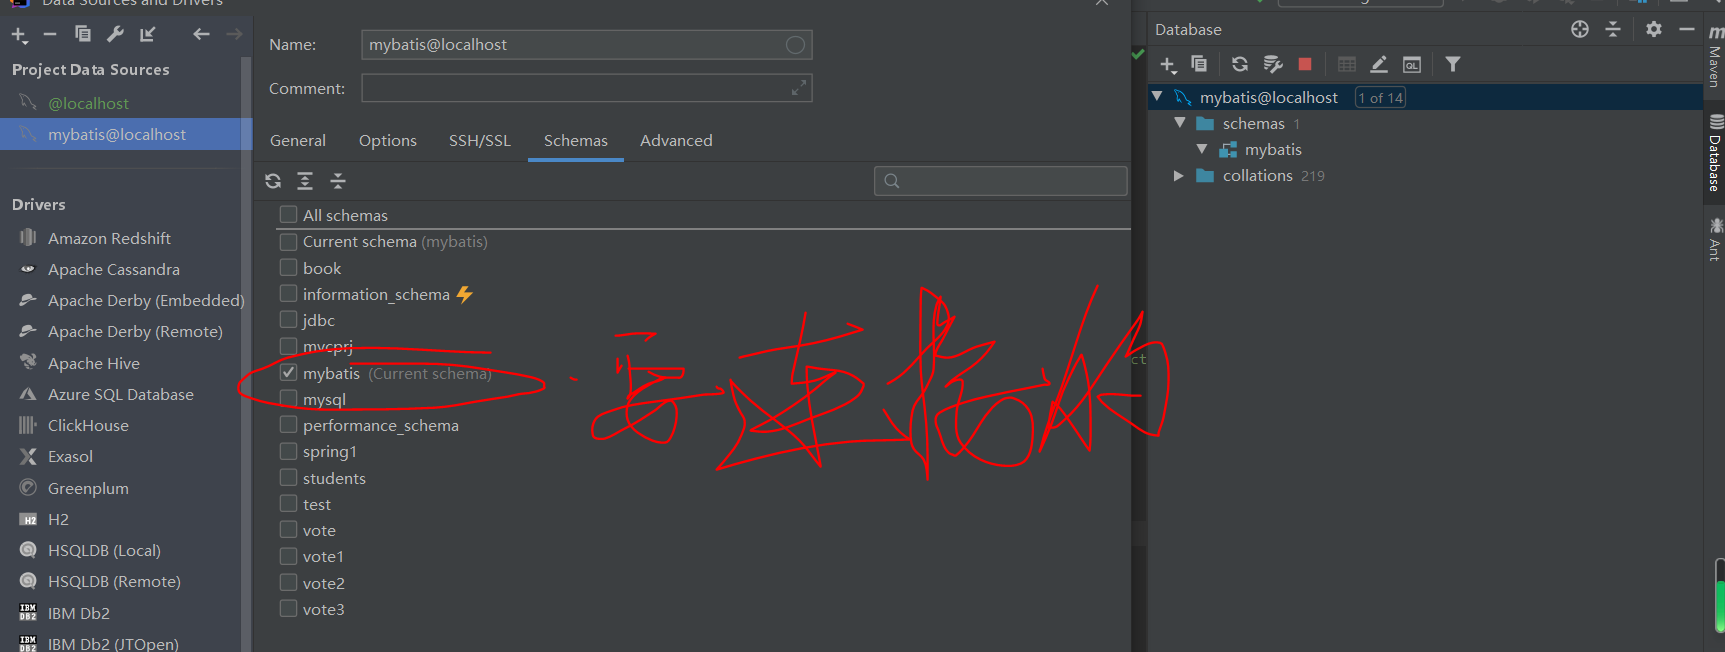 Data Sources and Drivers
Project Data Sources
@localhost
mybatis@localhost
Drivers
Amazon Redshift
Apache Cassandra
Apache Derby (Embedded)
Apache Derby (Remote)
Apache Hive
Azure SQL Database
ClickHouse
Exasol
Greenplum
H2
HSQLDB (Local)
HSQLDB (Remote)
IBM Db2
IBM Db2 (JTOpen)
Name: mybatis@localhost
Comment:
General Options SSH/SSL Schemas Advanced
All schemas
Current schema (mybatis)
book
information_schema
jdbc
mycprj
mybatis (Current schema)
mysql
performance_schema
spring1
students
test
vote
vote1
vote2
vote3
ct
Database
QL
mybatis@localhost 1 of 14
schemas 1
mybatis
collations 219
m
Maven
Database
Ant